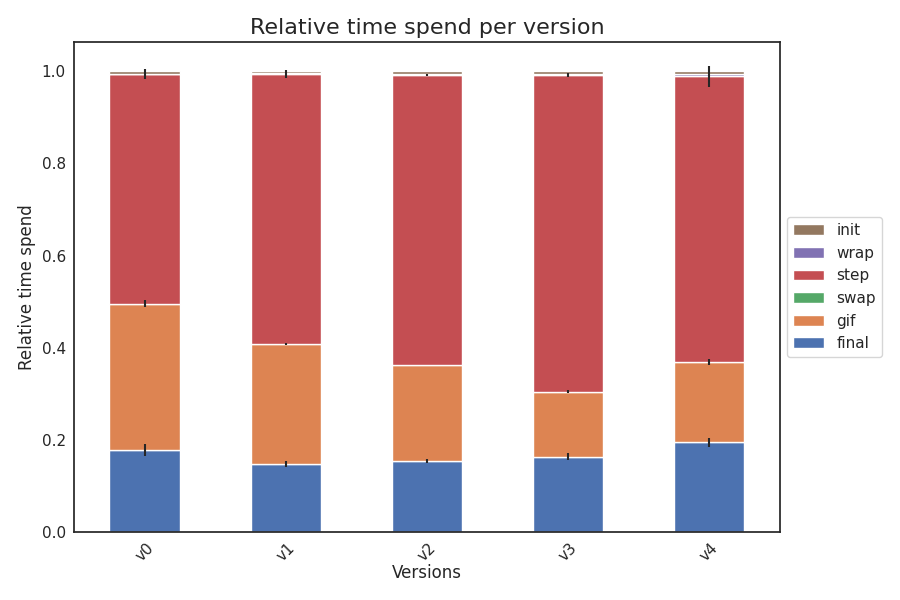 Relative time spend per version
Relative time spend
1.0
0.8
0.6
0.4
0.2
0.0
v0
v1
v2
v3
v4
Versions
init
wrap
step
swap
gif
final